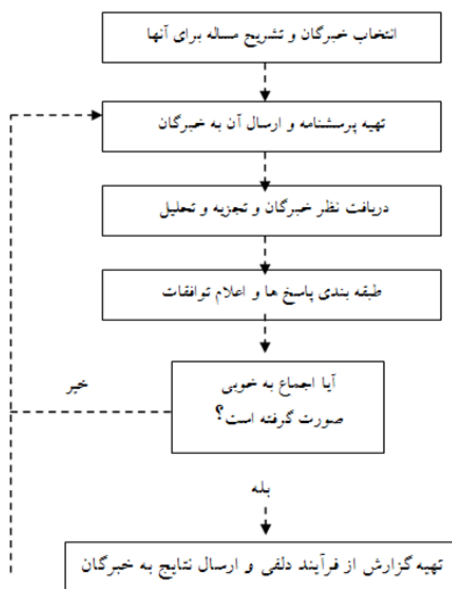 انتخاب خبرگان و تشریح مساله برای آنها
تهیه پرسشنامه و ارسال آن به خبرگان
دریافت نظر خبرگان و تجزیه و تحلیل
طبقه بندی پاسخ ها و اعلام توافقات
آیا اجماع به خوبی
صورت گرفته است؟
خیر
بله
تهیه گزارش از فرآیند دلفی و ارسال نتایج به خبرگان